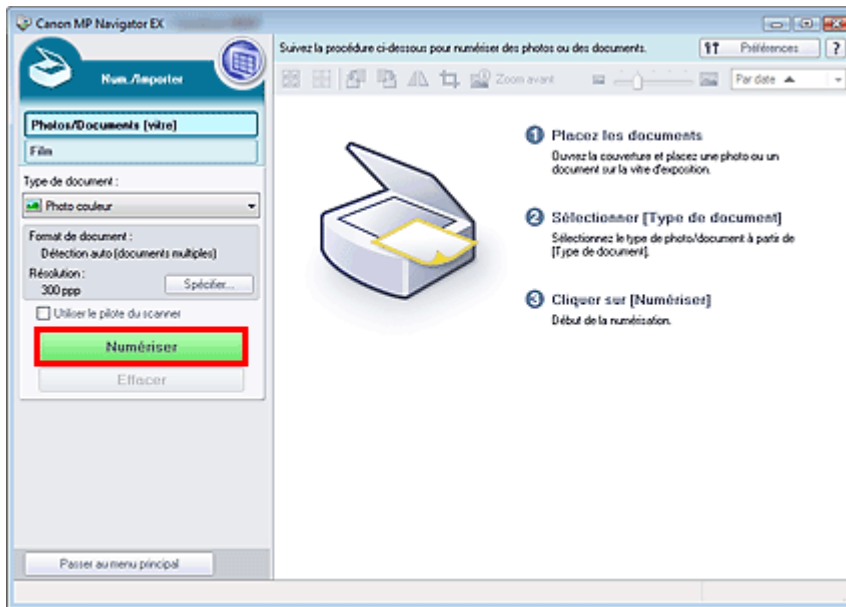 Canon MP Navigator EX
Num./Importer
Photos/Documents (vitre)
Film
Type de document :
Photo couleur
Format de document :
Détection auto (documents multiples)
Résolution :
300 ppp
Spécifier...
Utiliser le pilote du scanner
Numériser
Effacer
Passer au menu principal
Suivez la procédure ci-dessous pour numériser des photos ou des documents.
Préférences
?
Zoom avant
Par date
1 Placez les documents
Ouvrez la couverture et placez une photo ou un
document sur la vitre d'exposition.
2 Sélectionner [Type de document]
Sélectionnez le type de photo/document à partir de
[Type de document].
3 Cliquer sur [Numériser]
Début de la numérisation.